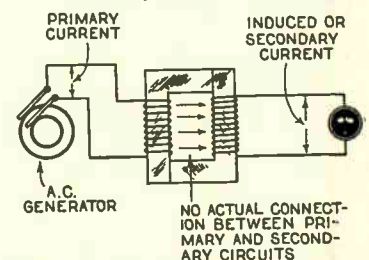 PRIMARY
CURRENT
INDUCED OR
SECONDARY
CURRENT
A.C.
GENERATOR
NO ACTUAL CONNECT-
ION BETWEEN PRI-
MARY AND SECOND-
ARY CIRCUITS